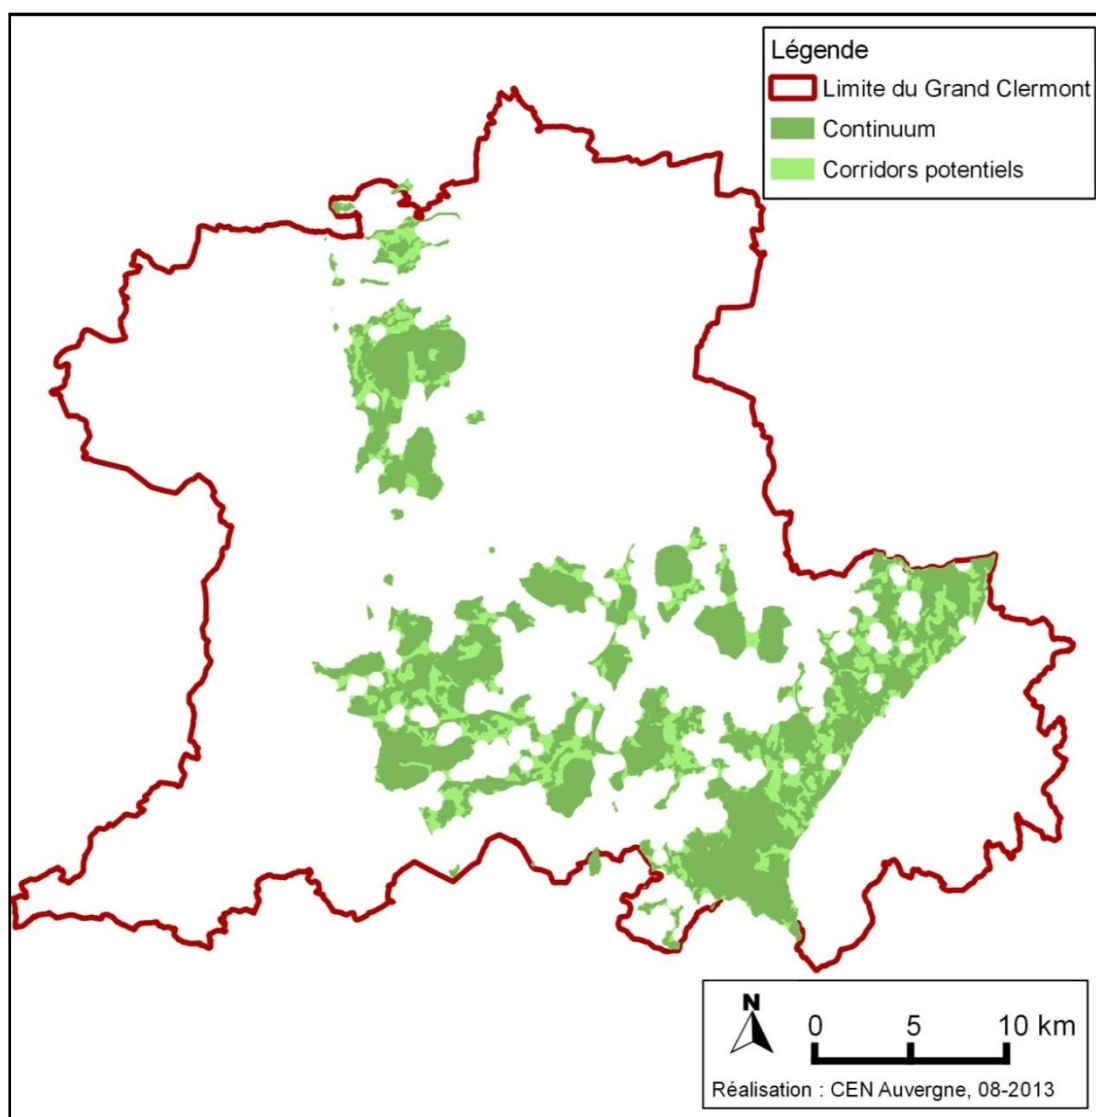 Légende
Limite du Grand Clermont
Continuum
Corridors potentiels
N
0 5 10 km
Réalisation : CEN Auvergne, 08-2013